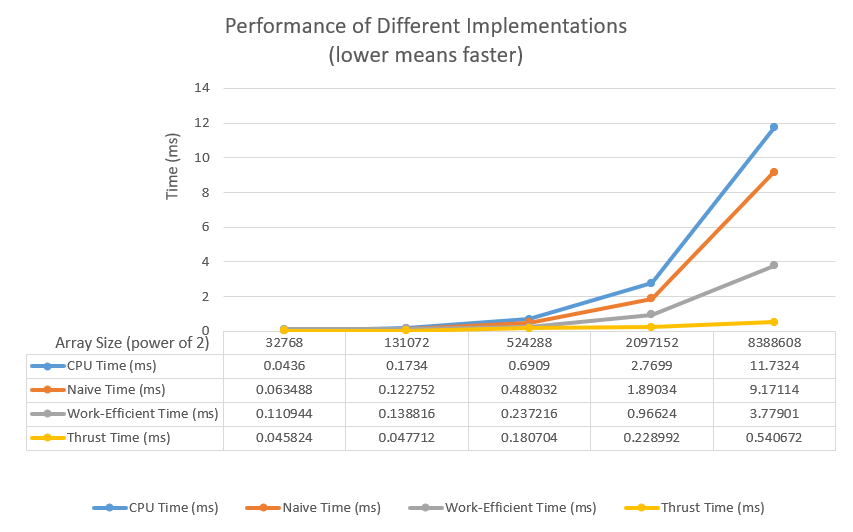 Performance of Different Implementations
(lower means faster)
14
12
10
8
6
4
2
0
Time (ms)
Array Size (power of 2) 32768 131072 524288 2097152 8388608
CPU Time (ms) 0.0436 0.1734 0.6909 2.7699 11.7324
Naive Time (ms) 0.063488 0.122752 0.488032 1.89034 9.17114
Work-Efficient Time (ms) 0.110944 0.138816 0.237216 0.96624 3.77901
Thrust Time (ms) 0.045824 0.047712 0.180704 0.228992 0.540672
CPU Time (ms) Naive Time (ms) Work-Efficient Time (ms) Thrust Time (ms)